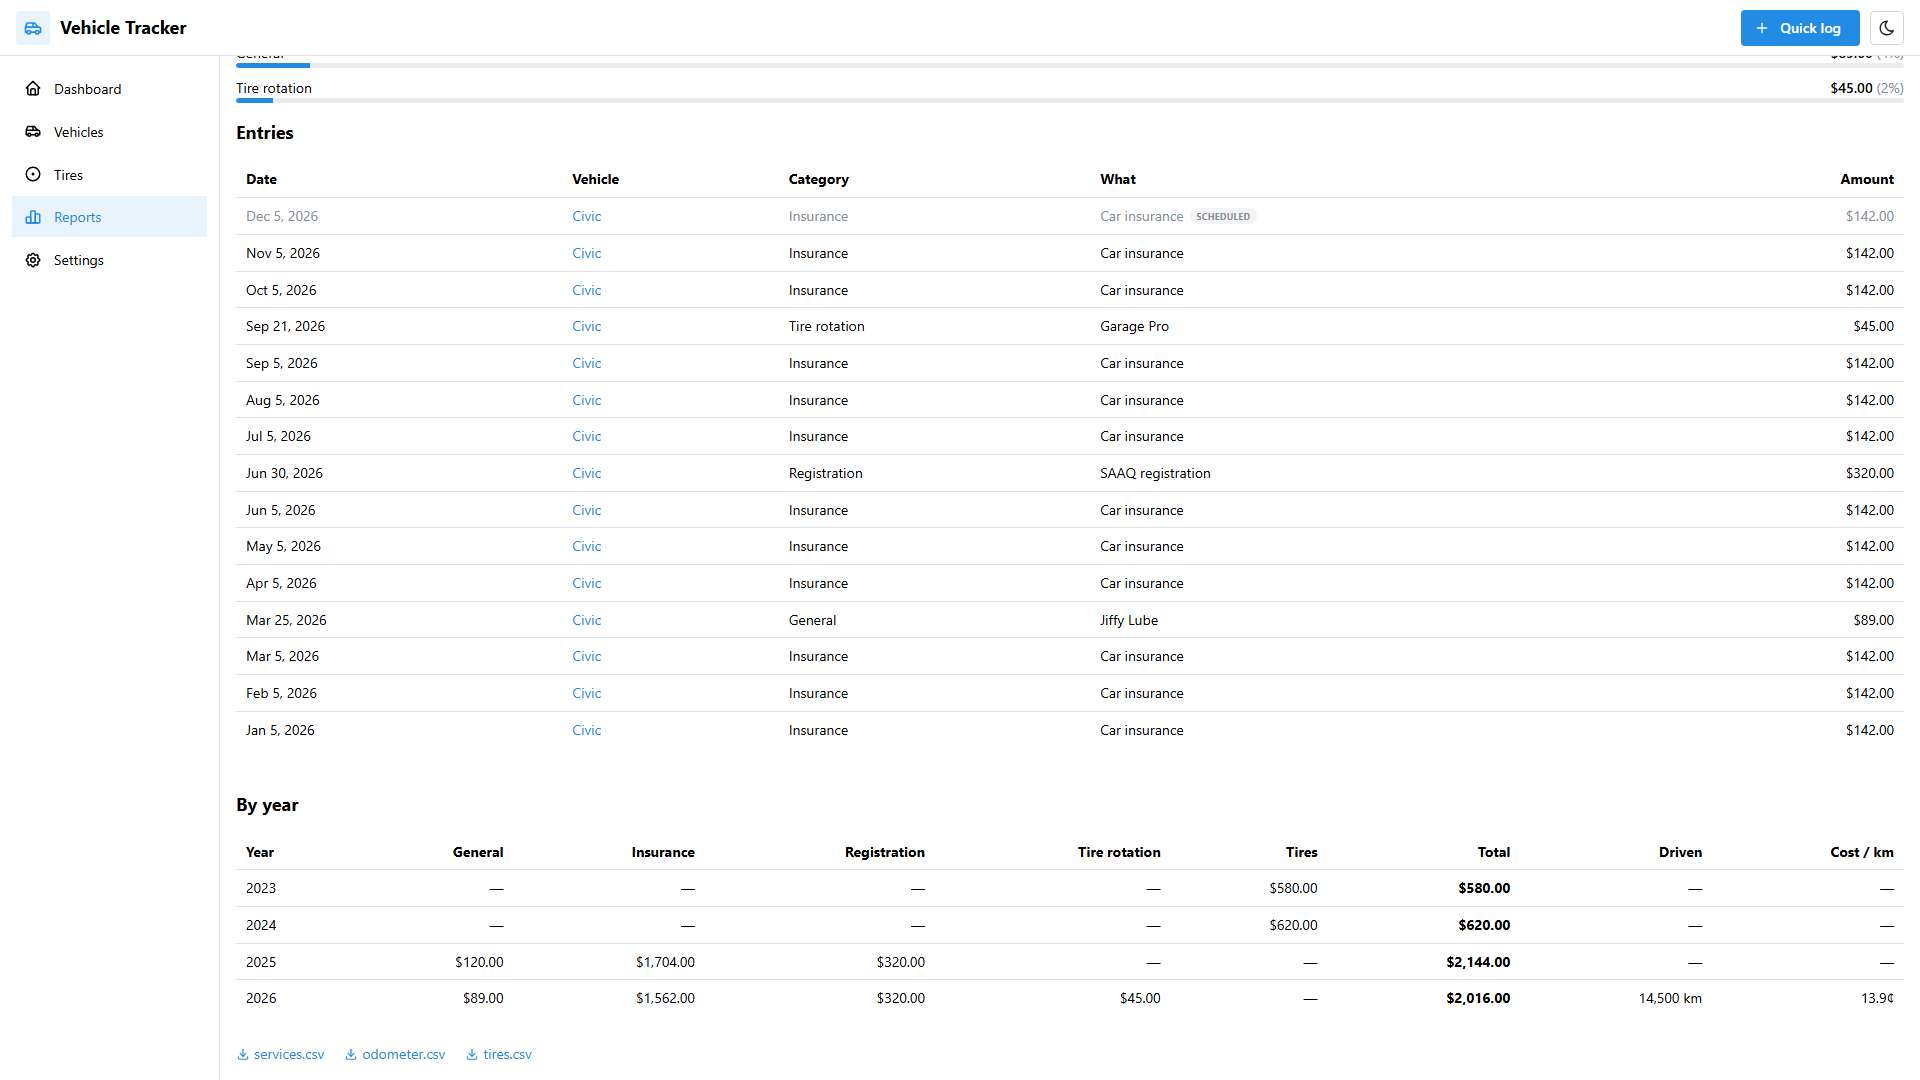 Vehicle Tracker
Quick log
Dashboard
Vehicles
Tires
Reports
Settings
Tire rotation $45.00 (2%)
Entries
Date Vehicle Category What Amount
Dec 5, 2026 Civic Insurance Car insurance SCHEDULED $142.00
Nov 5, 2026 Civic Insurance Car insurance $142.00
Oct 5, 2026 Civic Insurance Car insurance $142.00
Sep 21, 2026 Civic Tire rotation Garage Pro $45.00
Sep 5, 2026 Civic Insurance Car insurance $142.00
Aug 5, 2026 Civic Insurance Car insurance $142.00
Jul 5, 2026 Civic Insurance Car insurance $142.00
Jun 30, 2026 Civic Registration SAAQ registration $320.00
Jun 5, 2026 Civic Insurance Car insurance $142.00
May 5, 2026 Civic Insurance Car insurance $142.00
Apr 5, 2026 Civic Insurance Car insurance $142.00
Mar 25, 2026 Civic General Jiffy Lube $89.00
Mar 5, 2026 Civic Insurance Car insurance $142.00
Feb 5, 2026 Civic Insurance Car insurance $142.00
Jan 5, 2026 Civic Insurance Car insurance $142.00
By year
Year General Insurance Registration Tire rotation Tires Total Driven Cost / km
2023 — — — — $580.00 $580.00 — —
2024 — — — — $620.00 $620.00 — —
2025 $120.00 $1,704.00 $320.00 — — $2,144.00 — —
2026 $89.00 $1,562.00 $320.00 $45.00 — $2,016.00 14,500 km 13.9¢
services.csv odometer.csv tires.csv